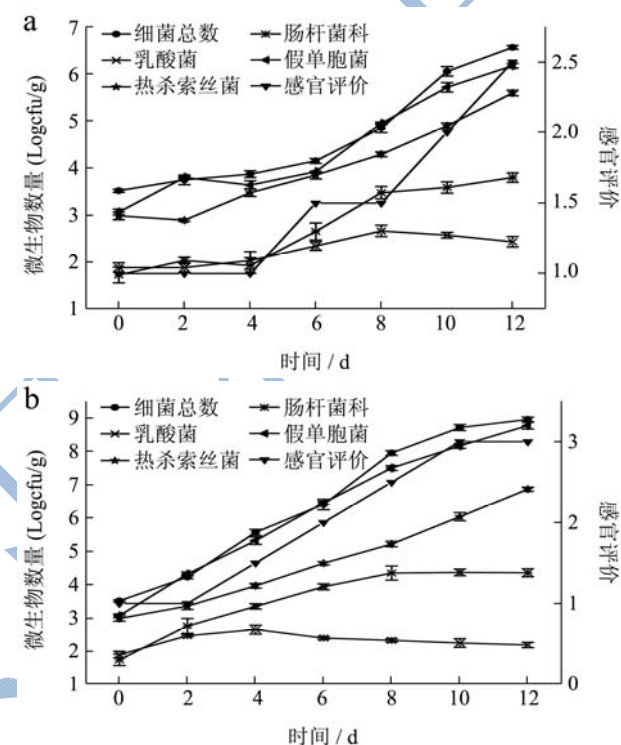 a
细菌总数 肠杆菌科
乳酸菌 假单胞菌
热杀索丝菌 感官评价
微生物数量 (Logcfu/g)
7
6
5
4
3
2
1
2.5
2.0
1.5
1.0
感官评价
0 2 4 6 8 10 12
时间 / d
b
细菌总数 肠杆菌科
乳酸菌 假单胞菌
热杀索丝菌 感官评价
微生物数量 (Logcfu/g)
9
8
7
6
5
4
3
2
1
3
2
1
0
感官评价
0 2 4 6 8 10 12
时间 / d